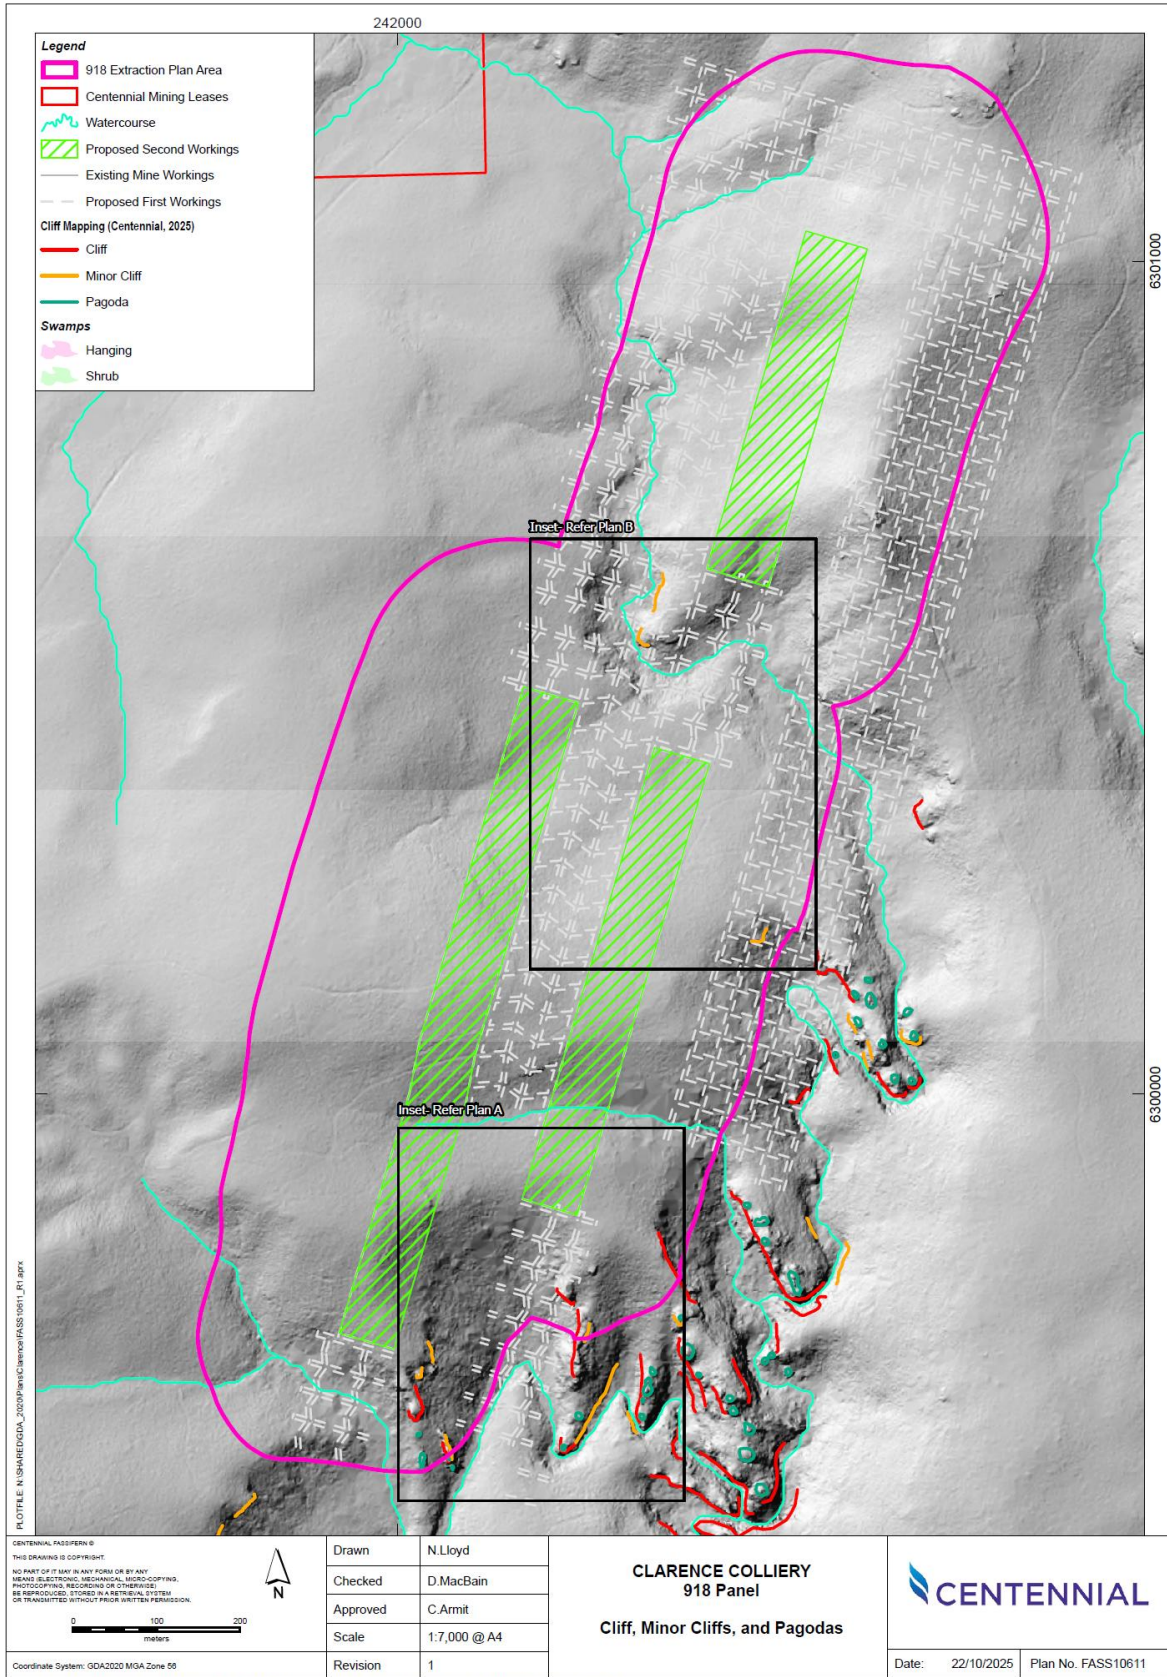 242000
Legend
918 Extraction Plan Area
Centennial Mining Leases
Watercourse
Proposed Second Workings
Existing Mine Workings
Proposed First Workings
Cliff Mapping (Centennial, 2025)
Cliff
Minor Cliff
Pagoda
Swamps
Hanging
Shrub
6301000
Inset- Refer Plan B
6300000
Inset- Refer Plan A
PLOTFILE: N:\SHARED\GDA_2020\Plans\Clarence\FASS10611_R1.aprx
CENTENNIAL FASSIFERN ©
THIS DRAWING IS COPYRIGHT.
NO PART OF IT MAY IN ANY FORM OR BY ANY
MEANS (ELECTRONIC, MECHANICAL, MICRO-COPYING,
PHOTOCOPYING, RECORDING OR OTHERWISE)
BE REPRODUCED, STORED IN A RETRIEVAL SYSTEM
OR TRANSMITTED WITHOUT PRIOR WRITTEN PERMISSION.
N
0 100 200
meters
Coordinate System: GDA2020 MGA Zone 56
Drawn N.Lloyd
Checked D.MacBain
Approved C.Armit
Scale 1:7,000 @ A4
Revision 1
CLARENCE COLLIERY
918 Panel
Cliff, Minor Cliffs, and Pagodas
CENTENNIAL
Date: 22/10/2025 Plan No. FASS10611